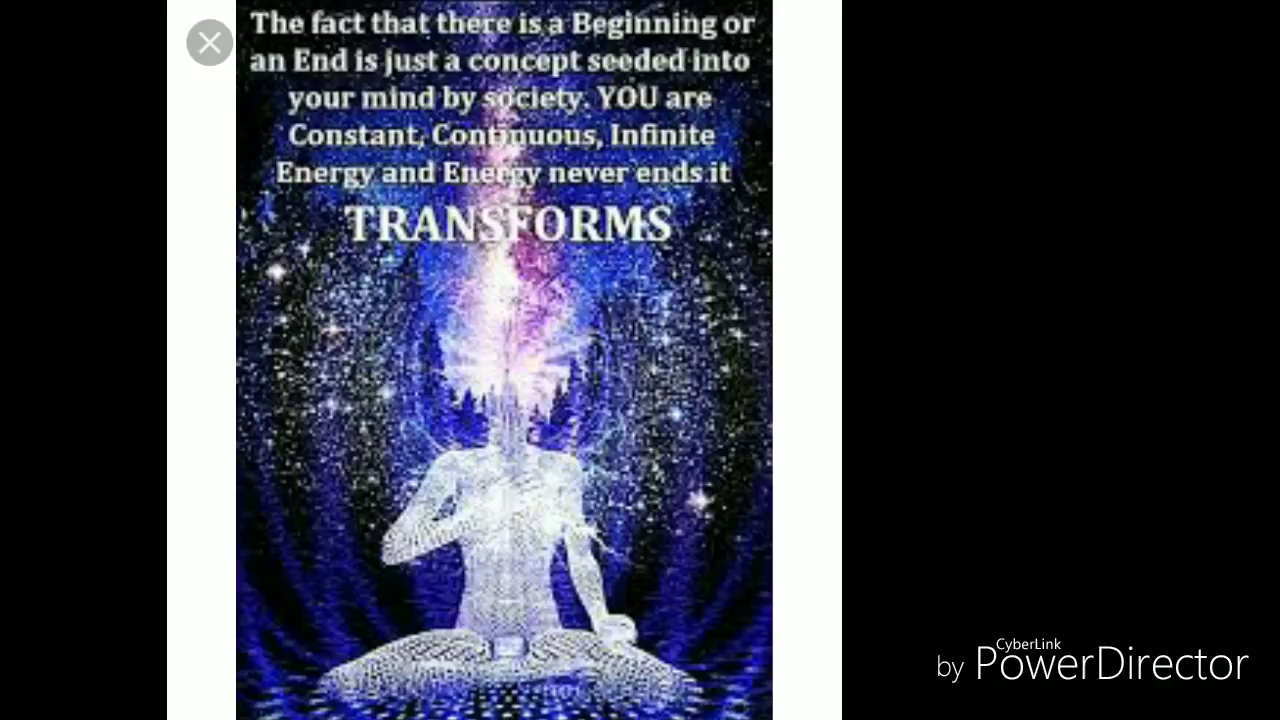 The fact that there is a Beginning or
an End is just a concept seeded into
your mind by society. YOU are
Constant, Continuous, Infinite
Energy and Energy never ends it
TRANSFORMS
CyberLink
by PowerDirector